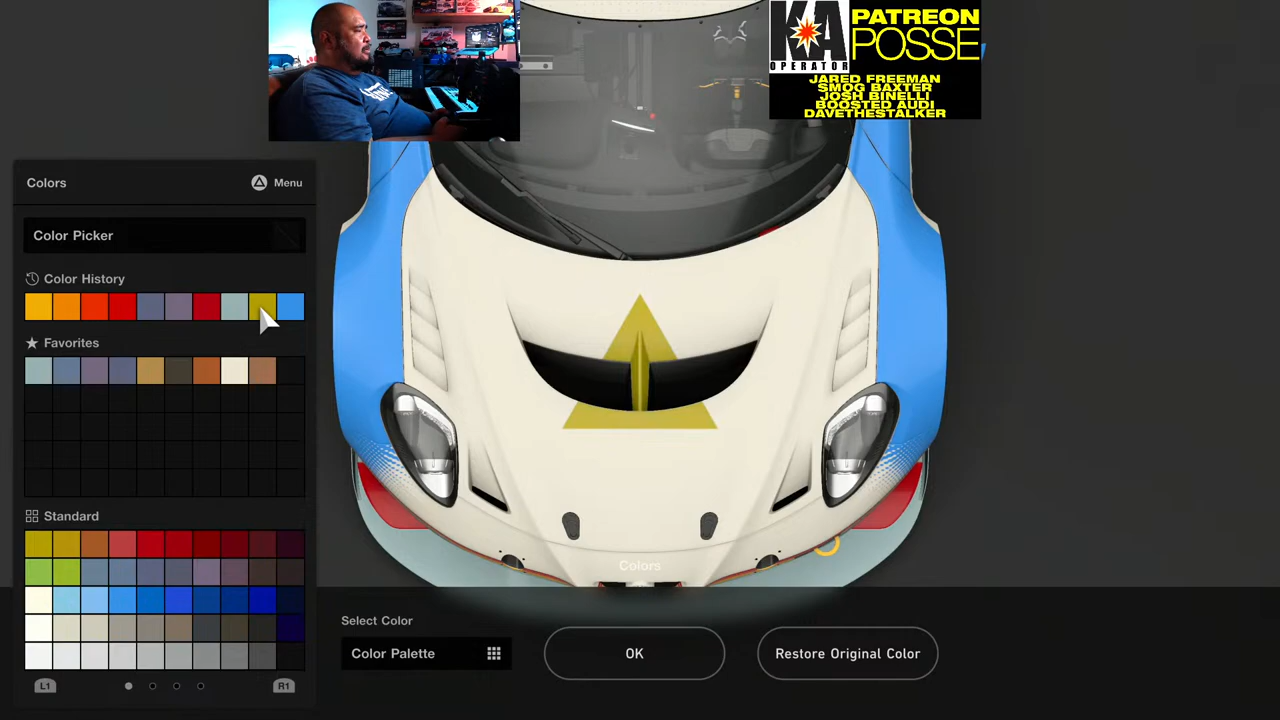 KA
OPERATOR
PATREON
POSSE
JARED FREEMAN
SMOG BAXTER
JOSH BINELLI
BOOSTED AUDI
DAVETHESTALKER
Colors
Menu
Color Picker
Color History
Favorites
Standard
L1
R1
Colors
Select Color
Color Palette
OK
Restore Original Color